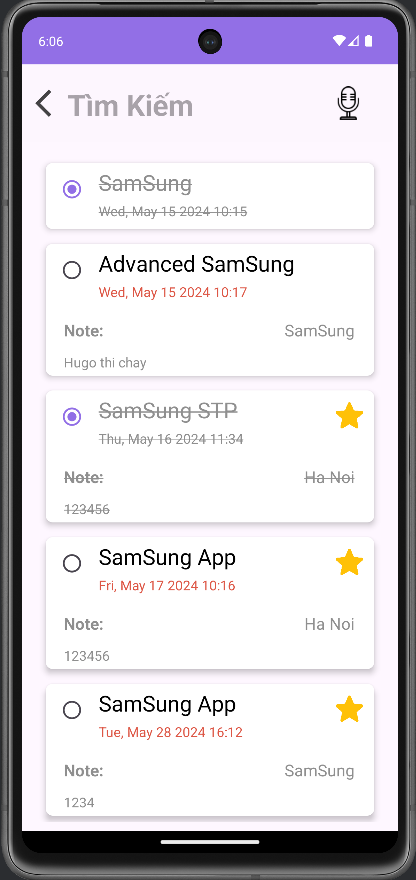 6:06
Tìm Kiếm
SamSung
Wed, May 15 2024 10:15
Advanced SamSung
Wed, May 15 2024 10:17
Note: SamSung
Hugo thi chay
SamSung STP
Thu, May 16 2024 11:34
Note: Ha Noi
123456
SamSung App
Fri, May 17 2024 10:16
Note: Ha Noi
123456
SamSung App
Tue, May 28 2024 16:12
Note: SamSung
1234